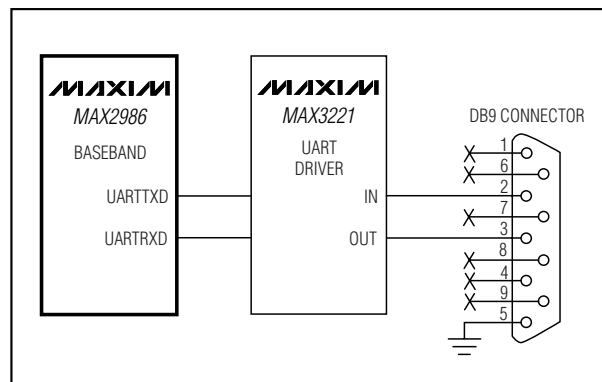 MAXIM
MAX2986
BASEBAND
UARTTXD
UARTRXD
MAXIM
MAX3221
UART
DRIVER
IN
OUT
DB9 CONNECTOR
1
6
2
7
3
8
4
9
5